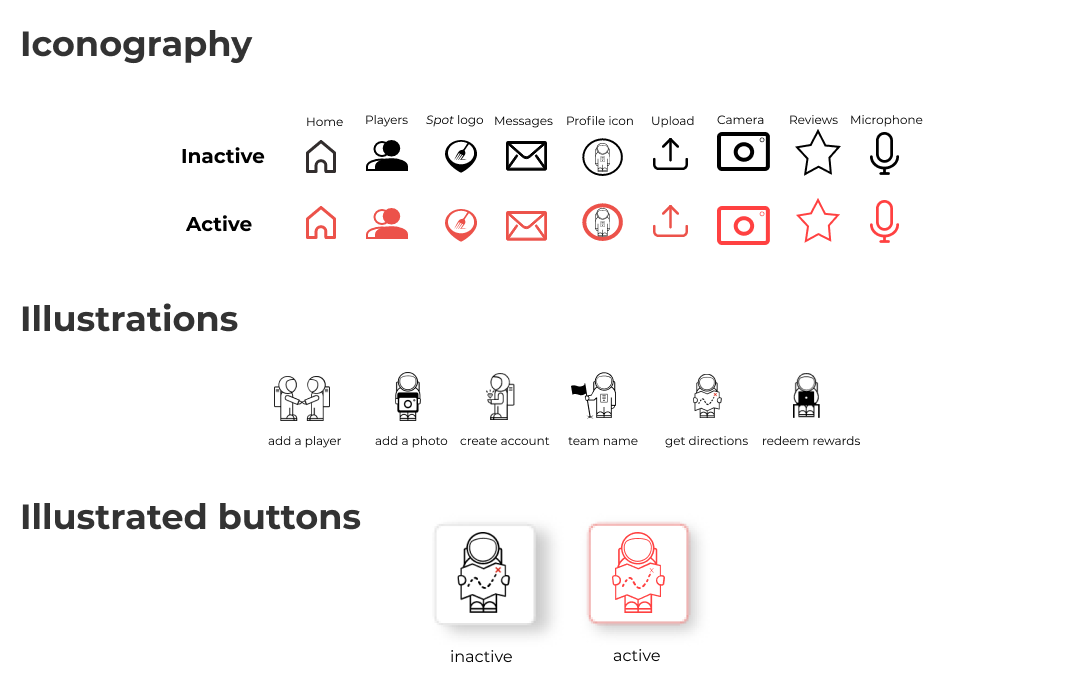 Iconography
Home Players Spot logo Messages Profile icon Upload Camera Reviews Microphone
Inactive
Active
Illustrations
add a player add a photo create account team name get directions redeem rewards
Illustrated buttons
inactive active